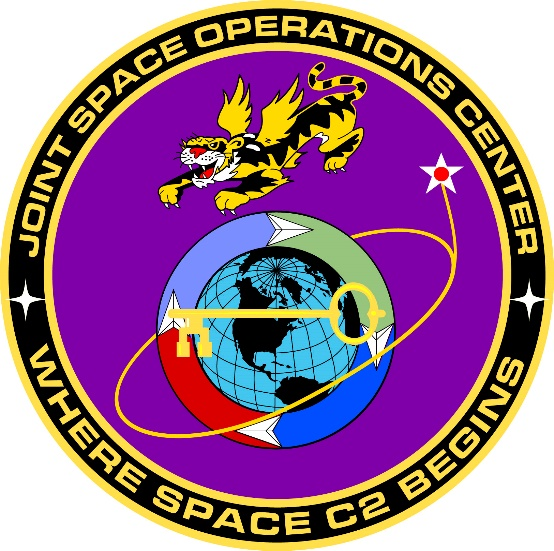 JOINT SPACE OPERATIONS CENTER
WHERE SPACE C2 BEGINS